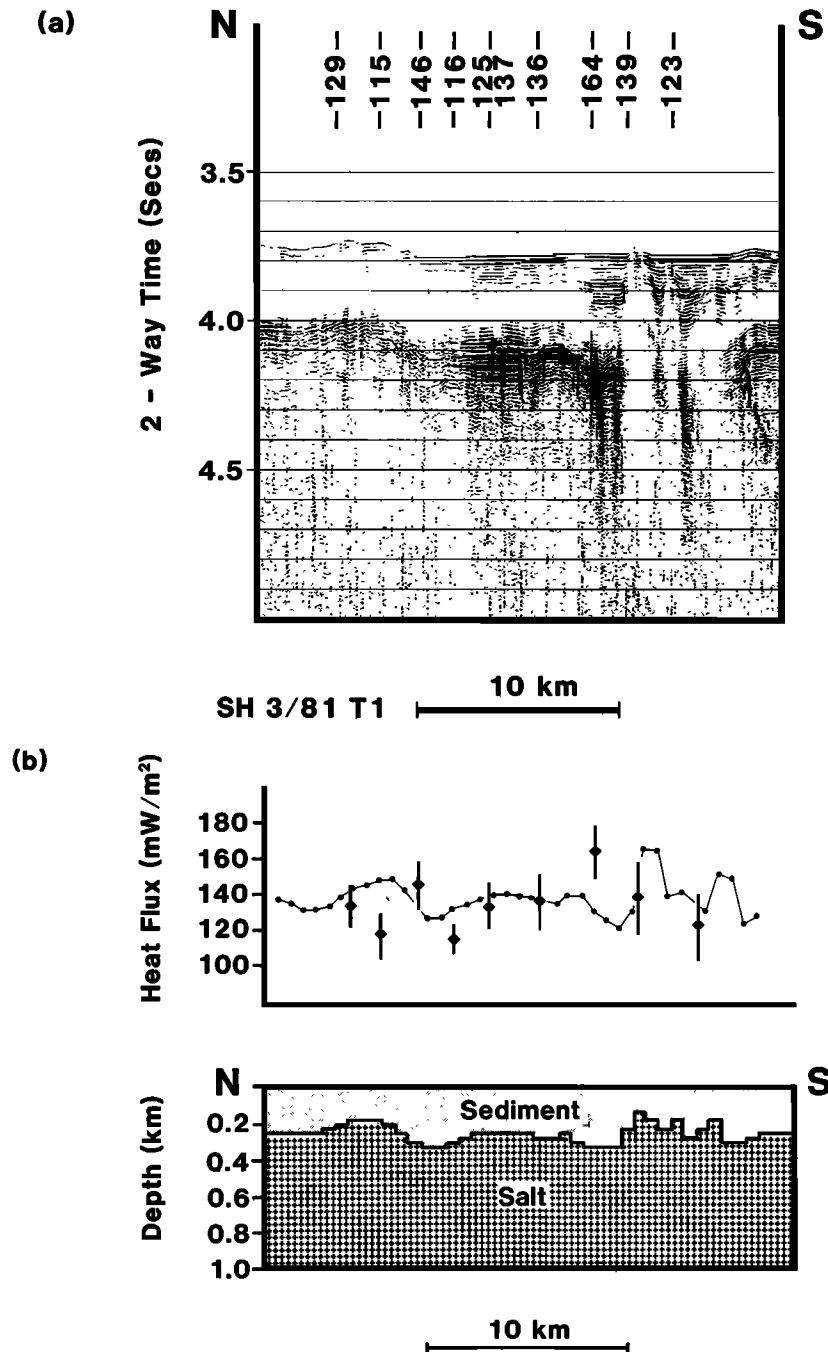 (a)
N
S
-129-
-115-
-146-
-116-
-125-
-137
-136-
-164-
-139-
-123-
2 - Way Time (Secs)
3.5
4.0
4.5
SH 3/81 T1
10 km
(b)
Heat Flux (mW/m²)
180
160
140
120
100
N
S
Depth (km)
0.2
0.4
0.6
0.8
1.0
Sediment
Salt
10 km